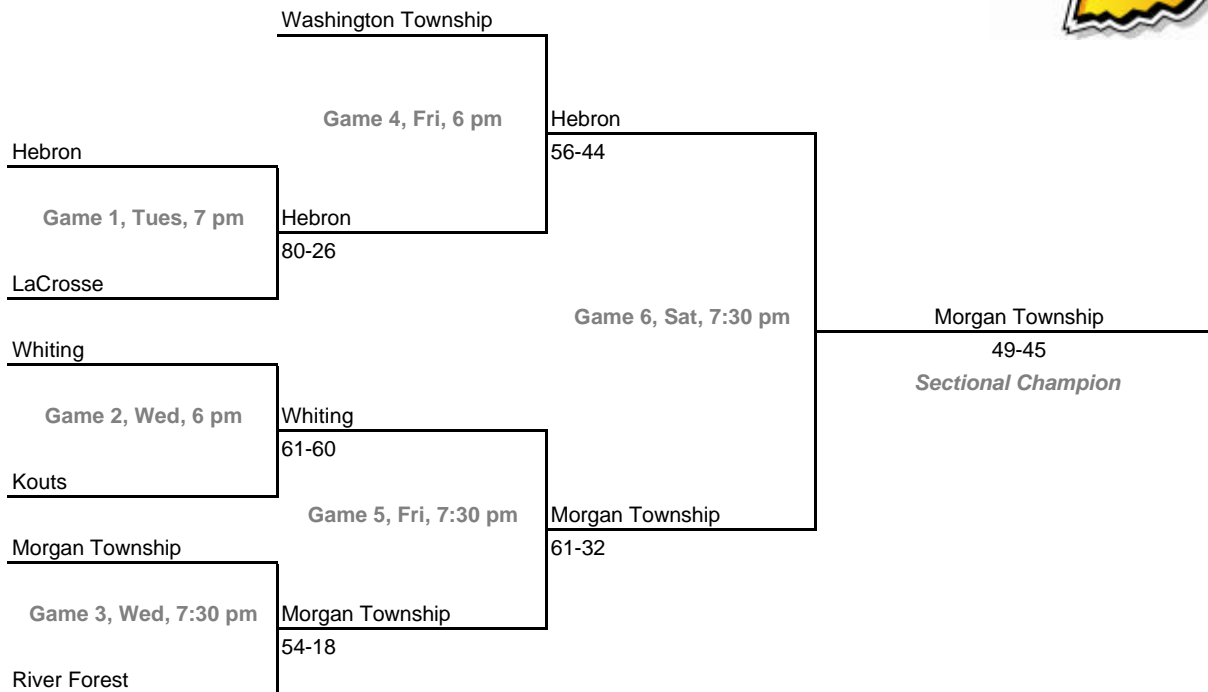 Washington Township
Game 4, Fri, 6 pm
Hebron
Hebron
56-44
Game 1, Tues, 7 pm
Hebron
80-26
LaCrosse
Game 6, Sat, 7:30 pm
Morgan Township
Whiting
49-45
Sectional Champion
Game 2, Wed, 6 pm
Whiting
61-60
Kouts
Game 5, Fri, 7:30 pm
Morgan Township
Morgan Township
61-32
Game 3, Wed, 7:30 pm
Morgan Township
54-18
River Forest